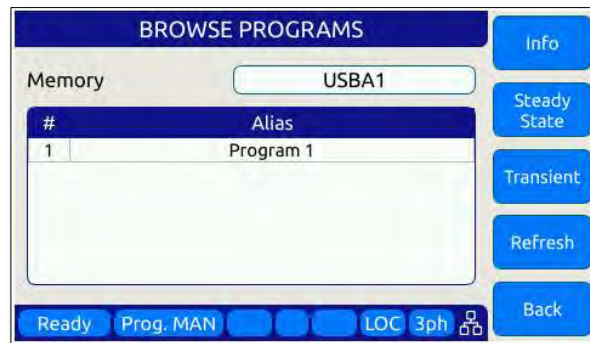 BROWSE PROGRAMS
Memory USBA1
# Alias
1 Program 1
Ready Prog. MAN LOC 3ph
Info
Steady
State
Transient
Refresh
Back